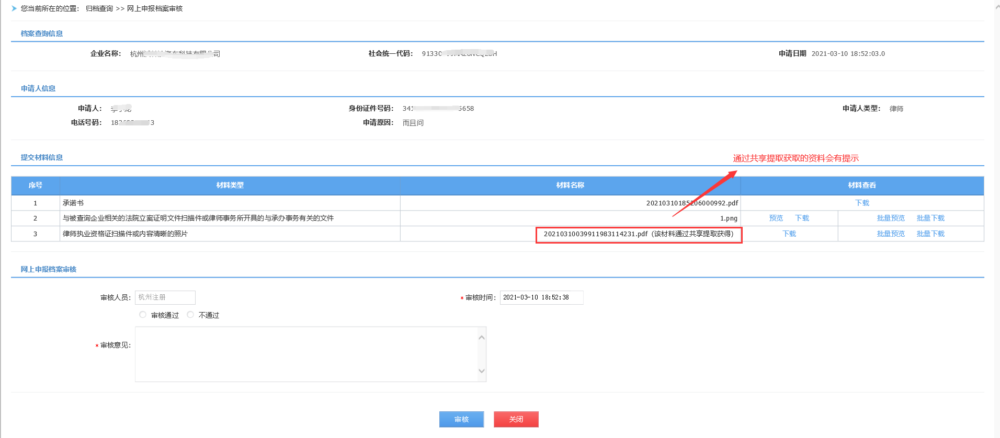 您当前所在的位置： 归档查询 >> 网上申报档案审核
档案查询信息
企业名称： 杭州 汽车科技有限公司 社会统一代码： 91330 申请日期 2021-03-10 18:52:03.0
申请人信息
申请人： 身份证件号码： 341 5658 申请人类型： 律师
电话号码： 3 申请原因： 而且问
提交材料信息
通过共享提取获取的资料会有提示
序号 材料类型 材料名称 材料查看
1 承诺书 20210310185206000992.pdf 下载
2 与被查询企业相关的法院立案证明文件扫描件或律师事务所开具的与承办事务有关的文件 1.png 预览 下载 批量预览 批量下载
3 律师执业资格证扫描件或内容清晰的照片 20210310039911983114231.pdf（该材料通过共享提取获得） 下载 批量预览 批量下载
网上申报档案审核
审核人员： 杭州注册 *审核时间： 2021-03-10 18:52:38
审核通过 不通过
*审核意见：
审核 关闭